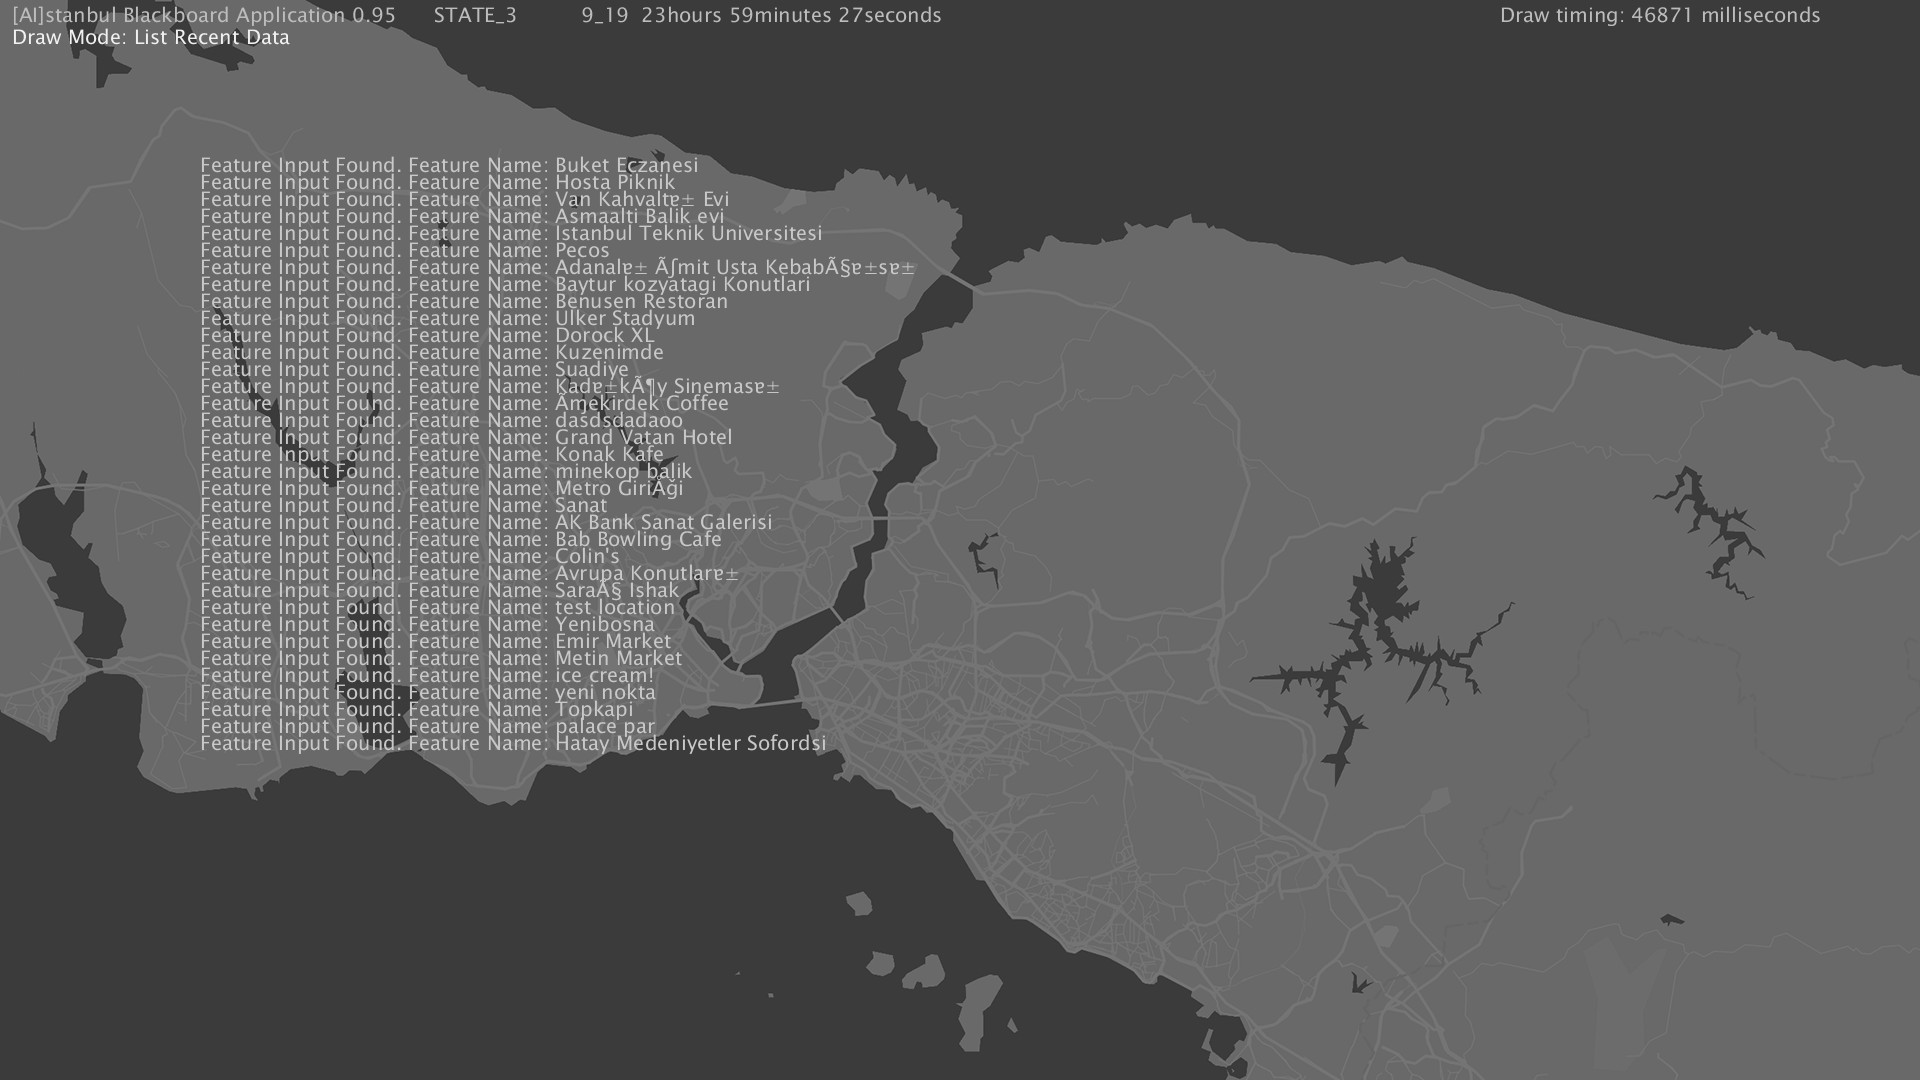 [AI]stanbul Blackboard Application 0.95 STATE_3 9_19 23hours 59minutes 27seconds Draw timing: 46871 milliseconds
Draw Mode: List Recent Data
Feature Input Found. Feature Name: Buket Eczanesi
Feature Input Found. Feature Name: Hosta Piknik
Feature Input Found. Feature Name: Van Kahvaltɐ± Evi
Feature Input Found. Feature Name: Asmaalti Balik evi
Feature Input Found. Feature Name: Istanbul Teknik Universitesi
Feature Input Found. Feature Name: Pecos
Feature Input Found. Feature Name: Adanalɐ± Ãʃmit Usta KebabÃ§ɐ±sɐ±
Feature Input Found. Feature Name: Baytur kozyatagi Konutlari
Feature Input Found. Feature Name: Benusen Restoran
Feature Input Found. Feature Name: Ulker Stadyum
Feature Input Found. Feature Name: Dorock XL
Feature Input Found. Feature Name: Kuzenimde
Feature Input Found. Feature Name: Suadiye
Feature Input Found. Feature Name: Kadɐ±kÃ¶y Sinemasɐ±
Feature Input Found. Feature Name: Ãmekirdek Coffee
Feature Input Found. Feature Name: dasdsdadaoo
Feature Input Found. Feature Name: Grand Vatan Hotel
Feature Input Found. Feature Name: Konak Kafe
Feature Input Found. Feature Name: minekop balik
Feature Input Found. Feature Name: Metro GiriÅği
Feature Input Found. Feature Name: Sanat
Feature Input Found. Feature Name: AK Bank Sanat Galerisi
Feature Input Found. Feature Name: Bab Bowling Cafe
Feature Input Found. Feature Name: Colin's
Feature Input Found. Feature Name: Avrupa Konutlarɐ±
Feature Input Found. Feature Name: SaraÃ§ Ishak
Feature Input Found. Feature Name: test location
Feature Input Found. Feature Name: Yenibosna
Feature Input Found. Feature Name: Emir Market
Feature Input Found. Feature Name: Metin Market
Feature Input Found. Feature Name: ice cream!
Feature Input Found. Feature Name: yeni nokta
Feature Input Found. Feature Name: Topkapi
Feature Input Found. Feature Name: palace par
Feature Input Found. Feature Name: Hatay Medeniyetler Sofordsi